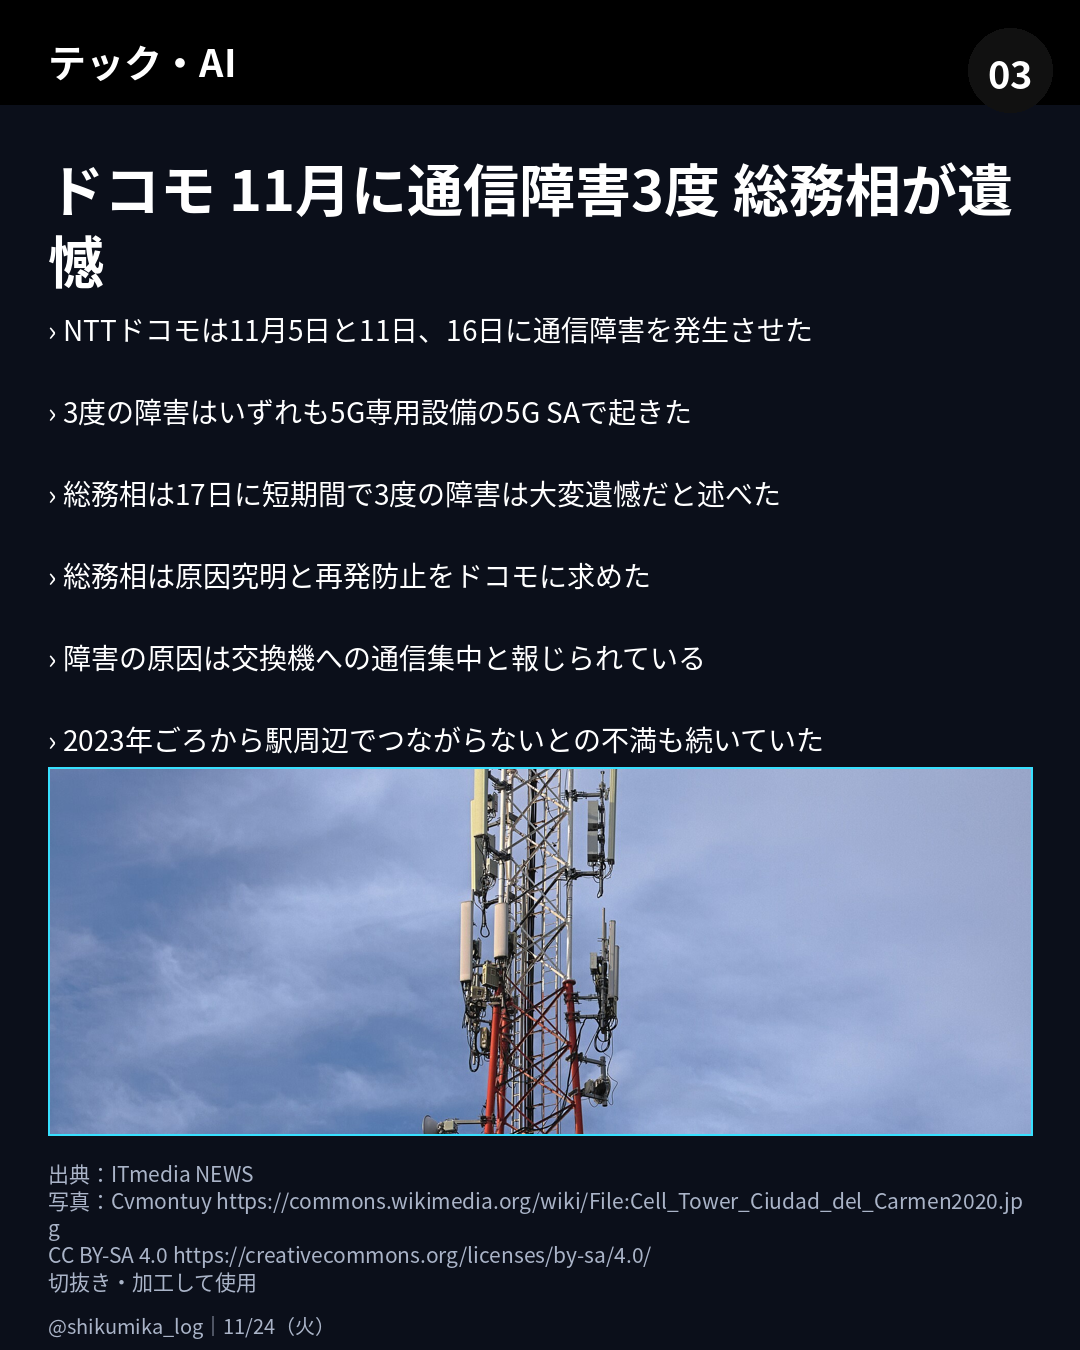 テック・AI
03
ドコモ 11月に通信障害3度 総務相が遺
憾
› NTTドコモは11月5日と11日、16日に通信障害を発生させた
› 3度の障害はいずれも5G専用設備の5G SAで起きた
› 総務相は17日に短期間で3度の障害は大変遺憾だと述べた
› 総務相は原因究明と再発防止をドコモに求めた
› 障害の原因は交換機への通信集中と報じられている
› 2023年ごろから駅周辺でつながらないとの不満も続いていた
出典：ITmedia NEWS
写真：Cvmontuy https://commons.wikimedia.org/wiki/File:Cell_Tower_Ciudad_del_Carmen2020.jp
g
CC BY-SA 4.0 https://creativecommons.org/licenses/by-sa/4.0/
切抜き・加工して使用
@shikumika_log｜11/24（火）